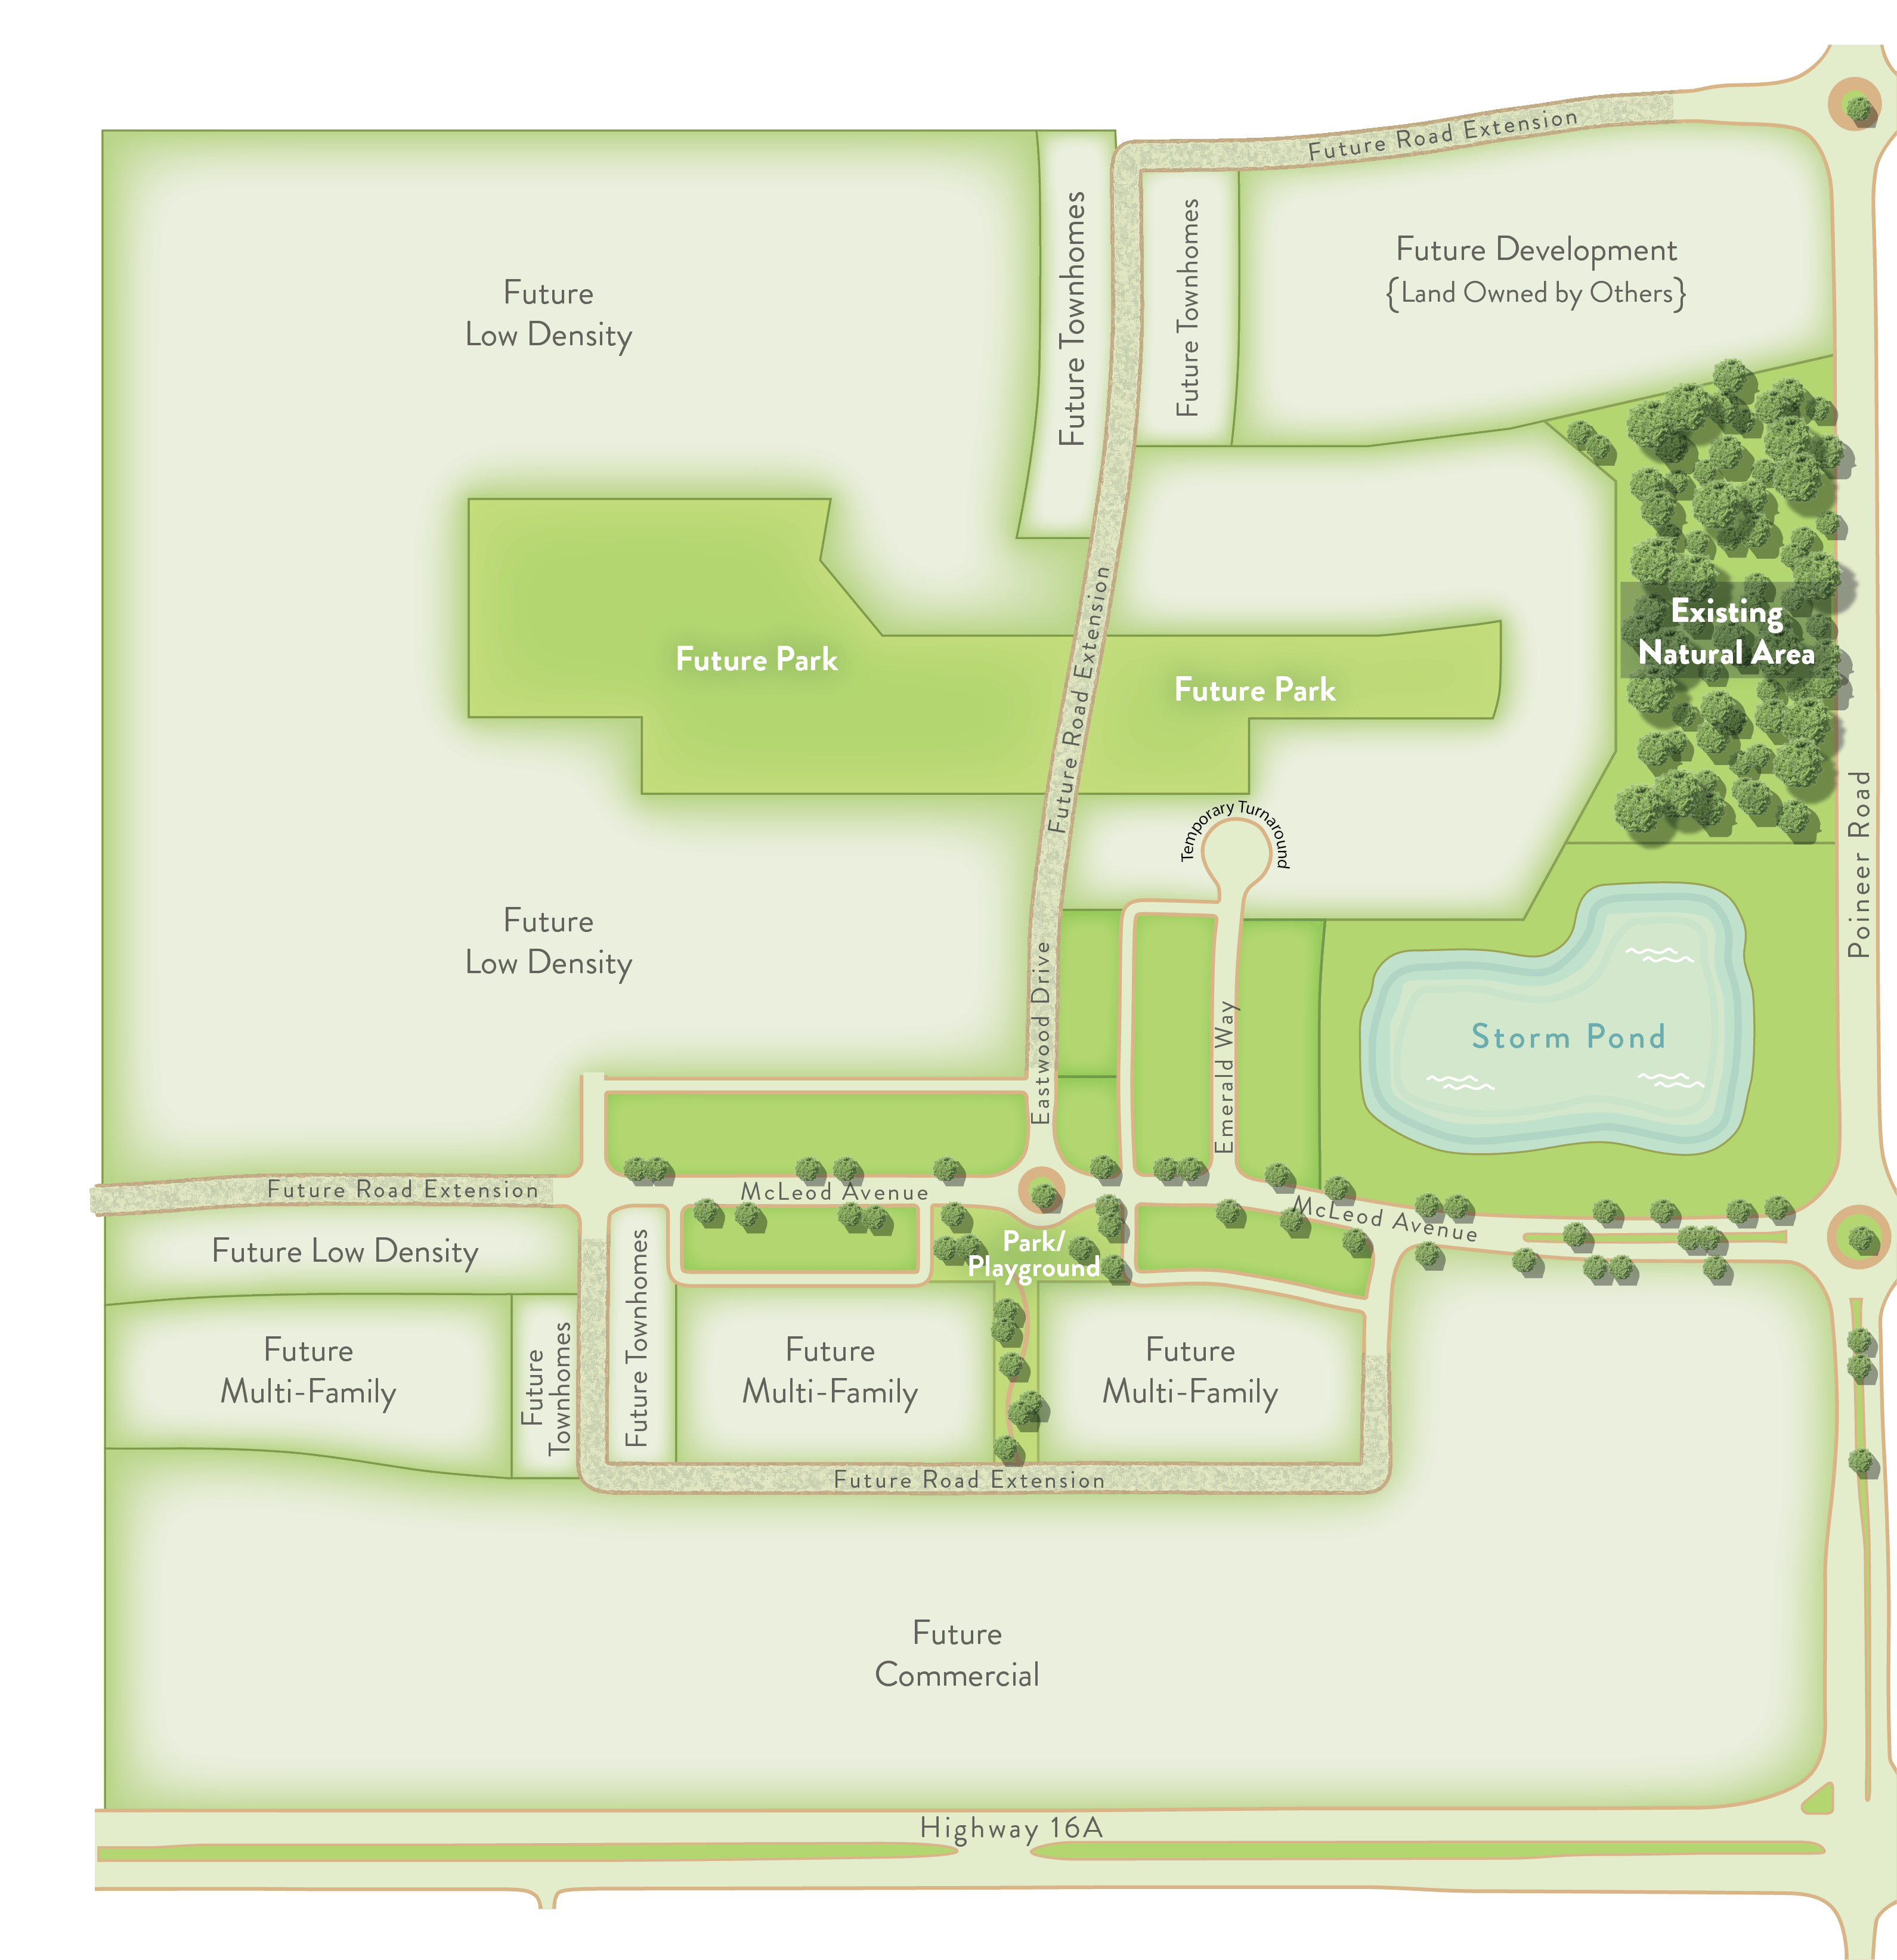 Future Road Extension
Future Townhomes
Future Townhomes
Future Development
{Land Owned by Others}
Future
Low Density
Future Road Extension
Existing
Natural Area
Future Park
Future Park
Temporary Turnaround
Poineer Road
Future
Low Density
Eastwood Drive
Emerald Way
Storm Pond
Future Road Extension
McLeod Avenue
McLeod Avenue
Park/
Playground
Future Low Density
Future Townhomes
Future
Multi-Family
Future
Townhomes
Future
Multi-Family
Future
Multi-Family
Future Road Extension
Future
Commercial
Highway 16A